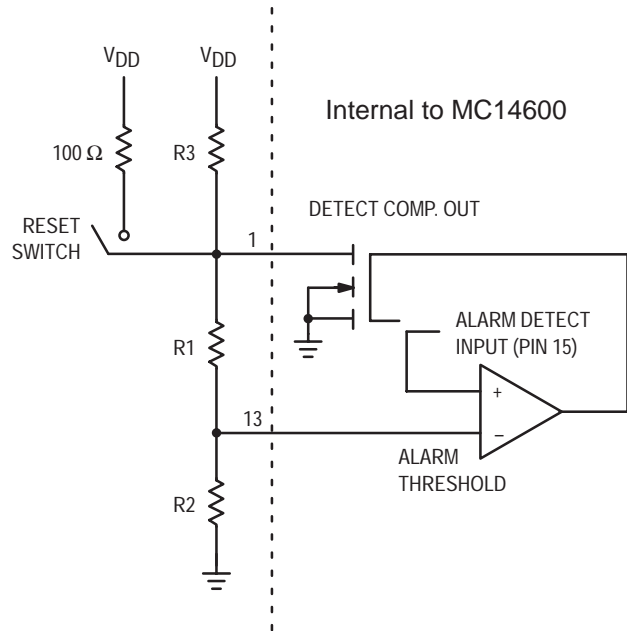 VDD
VDD
Internal to MC14600
100 Ω
R3
DETECT COMP. OUT
RESET
SWITCH
1
R1
ALARM DETECT
INPUT (PIN 15)
+
13
−
ALARM
THRESHOLD
R2